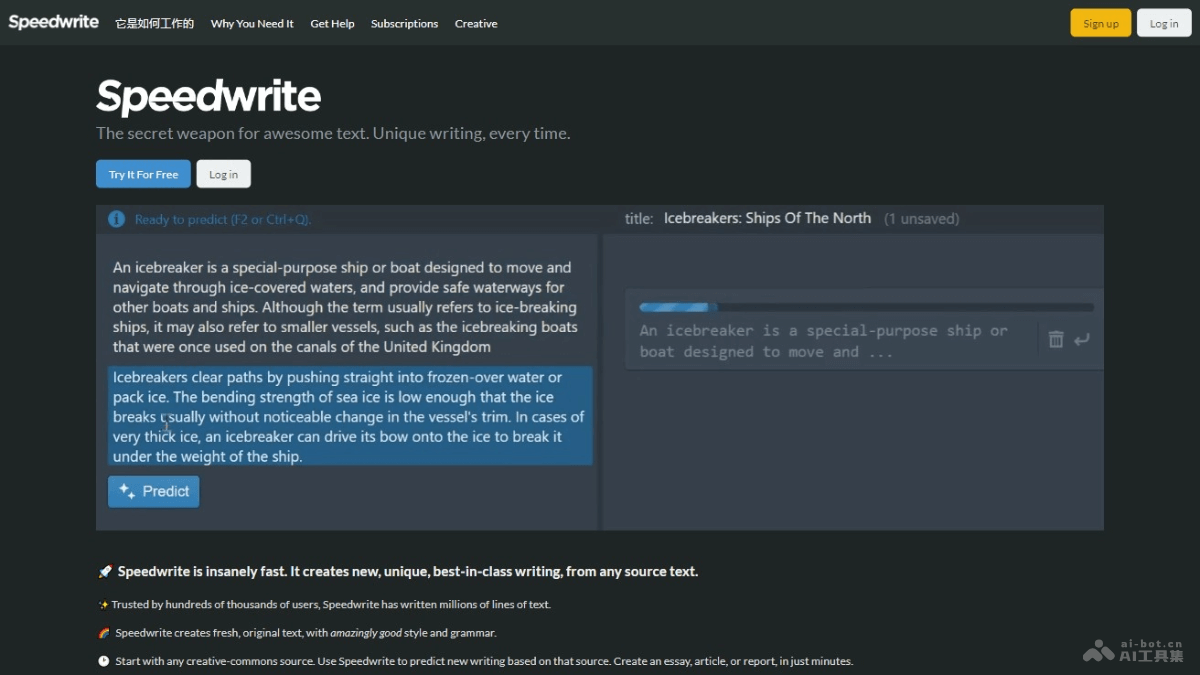 Speedwrite 它是如何工作的 Why You Need It Get Help Subscriptions Creative Sign up Log in
Speedwrite
The secret weapon for awesome text. Unique writing, every time.
Try It For Free Log in
Ready to predict (F2 or Ctrl+Q).
title: Icebreakers: Ships Of The North (1 unsaved)
An icebreaker is a special-purpose ship or boat designed to move and
navigate through ice-covered waters, and provide safe waterways for
other boats and ships. Although the term usually refers to ice-breaking
ships, it may also refer to smaller vessels, such as the icebreaking boats
that were once used on the canals of the United Kingdom
Icebreakers clear paths by pushing straight into frozen-over water or
pack ice. The bending strength of sea ice is low enough that the ice
breaks usually without noticeable change in the vessel's trim. In cases of
very thick ice, an icebreaker can drive its bow onto the ice to break it
under the weight of the ship.
Predict
An icebreaker is a special-purpose ship or
boat designed to move and ...
Speedwrite is insanely fast. It creates new, unique, best-in-class writing, from any source text.
Trusted by hundreds of thousands of users, Speedwrite has written millions of lines of text.
Speedwrite creates fresh, original text, with amazingly good style and grammar.
Start with any creative-commons source. Use Speedwrite to predict new writing based on that source. Create an essay, article, or report, in just minutes.
ai-bot.cn
AI工具集